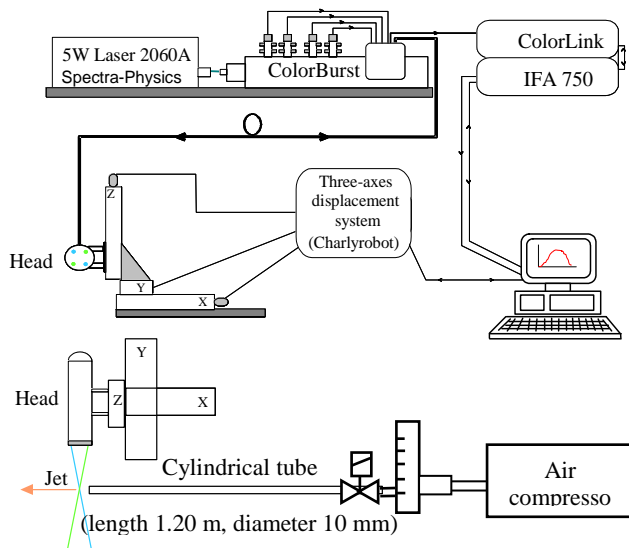 5W Laser 2060A
Spectra-Physics
ColorBurst
ColorLink
IFA 750
Z
Three-axes
displacement
system
(Charlyrobot)
Head
Y
X
Y
Head
Z
X
Jet
Cylindrical tube
(length 1.20 m, diameter 10 mm)
Air
compresso